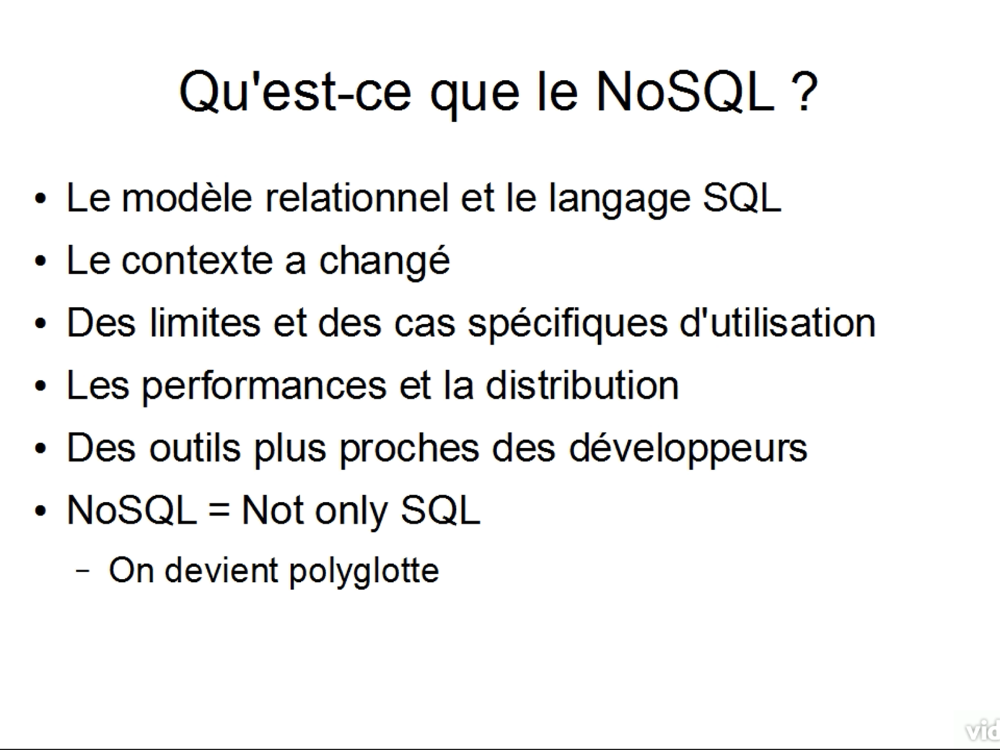 Qu'est-ce que le NoSQL ?
• Le modèle relationnel et le langage SQL
• Le contexte a changé
• Des limites et des cas spécifiques d'utilisation
• Les performances et la distribution
• Des outils plus proches des développeurs
• NoSQL = Not only SQL
– On devient polyglotte